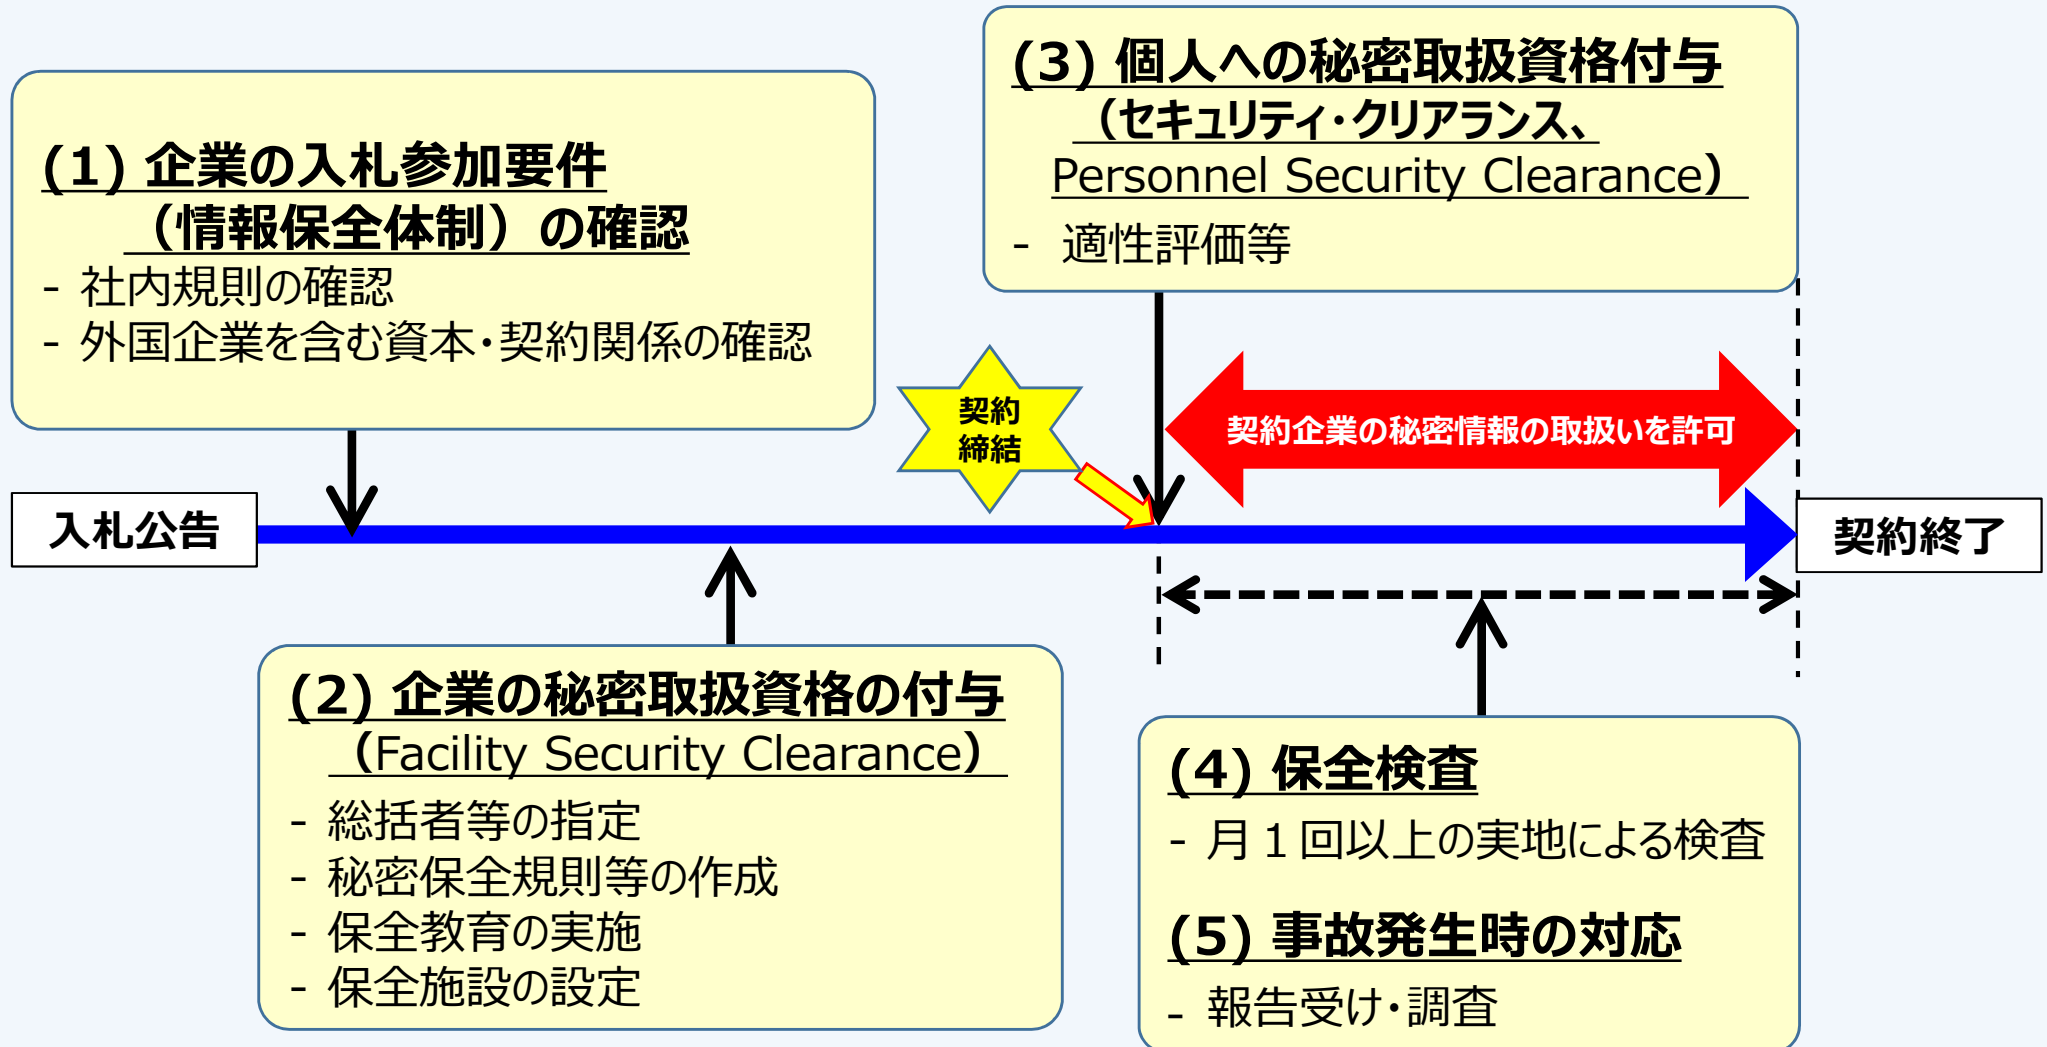 (1) 企業の入札参加要件
（情報保全体制）の確認
- 社内規則の確認
- 外国企業を含む資本・契約関係の確認
(3) 個人への秘密取扱資格付与
（セキュリティ・クリアランス、
Personnel Security Clearance）
- 適性評価等
契約
締結
契約企業の秘密情報の取扱いを許可
入札公告
契約終了
(2) 企業の秘密取扱資格の付与
（Facility Security Clearance）
- 総括者等の指定
- 秘密保全規則等の作成
- 保全教育の実施
- 保全施設の設定
(4) 保全検査
- 月１回以上の実地による検査
(5) 事故発生時の対応
- 報告受け・調査